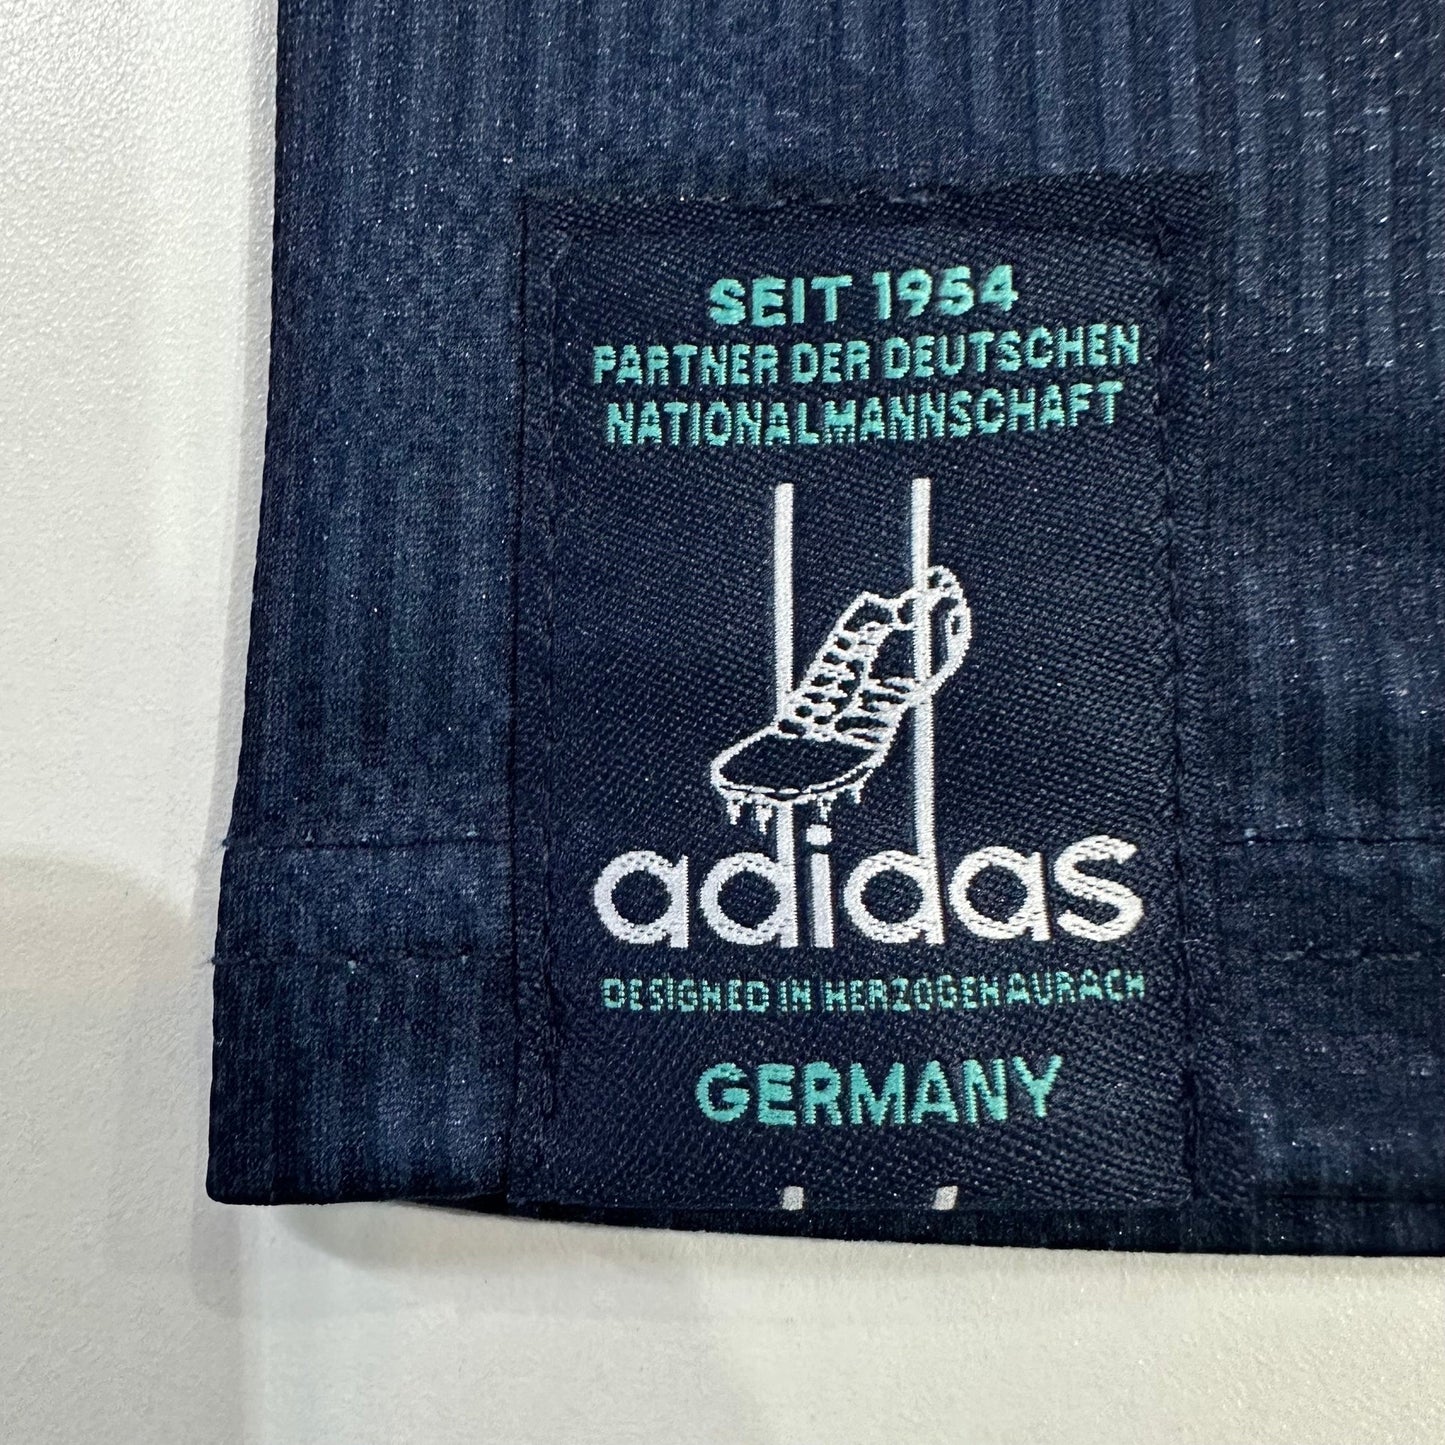 SEIT 1954
PARTNER DER DEUTSCHEN
NATIONALMANNSCHAFT
adidas
DESIGNED IN HERZOGENAURACH
GERMANY